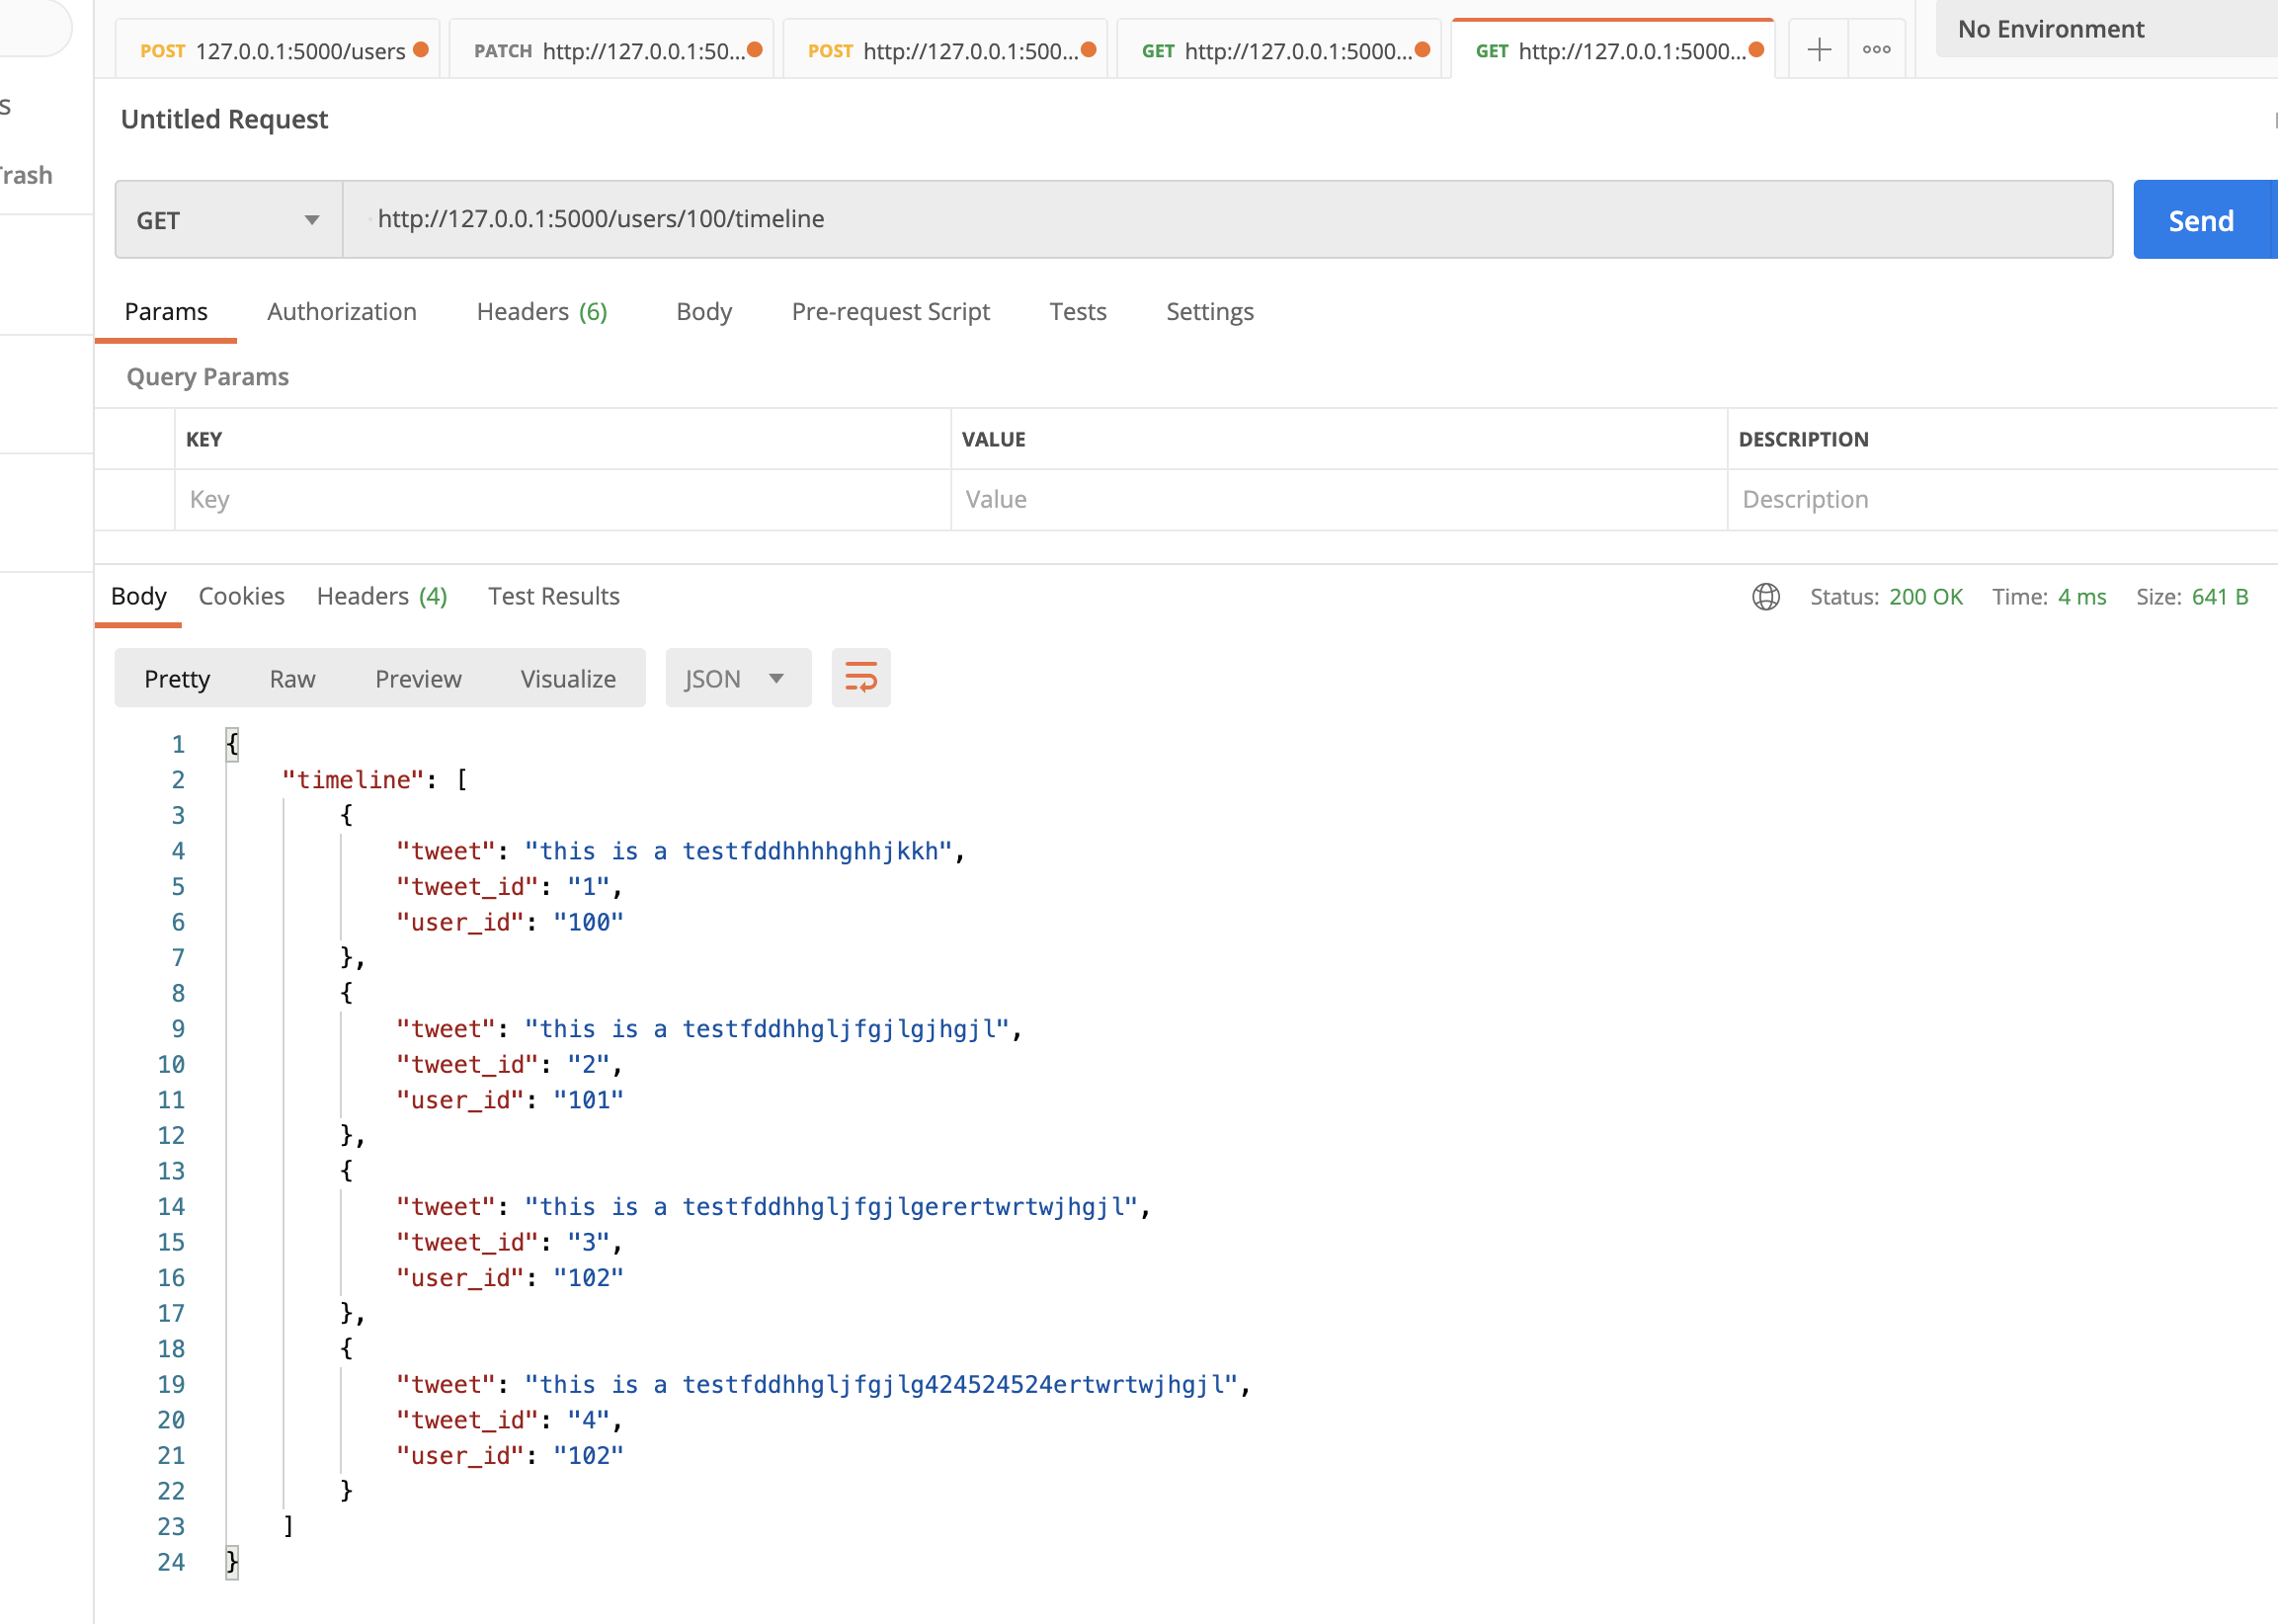 POST 127.0.0.1:5000/users
PATCH http://127.0.0.1:50...
POST http://127.0.0.1:500...
GET http://127.0.0.1:5000...
GET http://127.0.0.1:5000...
No Environment
s
Trash
Untitled Request
GET http://127.0.0.1:5000/users/100/timeline Send
Params Authorization Headers (6) Body Pre-request Script Tests Settings
Query Params
KEY VALUE DESCRIPTION
Key Value Description
Body Cookies Headers (4) Test Results Status: 200 OK Time: 4 ms Size: 641 B
Pretty Raw Preview Visualize JSON
1 {
2 "timeline": [
3 {
4 "tweet": "this is a testfddhhhhghhjkkh",
5 "tweet_id": "1",
6 "user_id": "100"
7 },
8 {
9 "tweet": "this is a testfddhhgljfgjlgjhgjl",
10 "tweet_id": "2",
11 "user_id": "101"
12 },
13 {
14 "tweet": "this is a testfddhhgljfgjlgerertwrtwjhgjl",
15 "tweet_id": "3",
16 "user_id": "102"
17 },
18 {
19 "tweet": "this is a testfddhhgljfgjlg424524524ertwrtwjhgjl",
20 "tweet_id": "4",
21 "user_id": "102"
22 }
23 ]
24 }